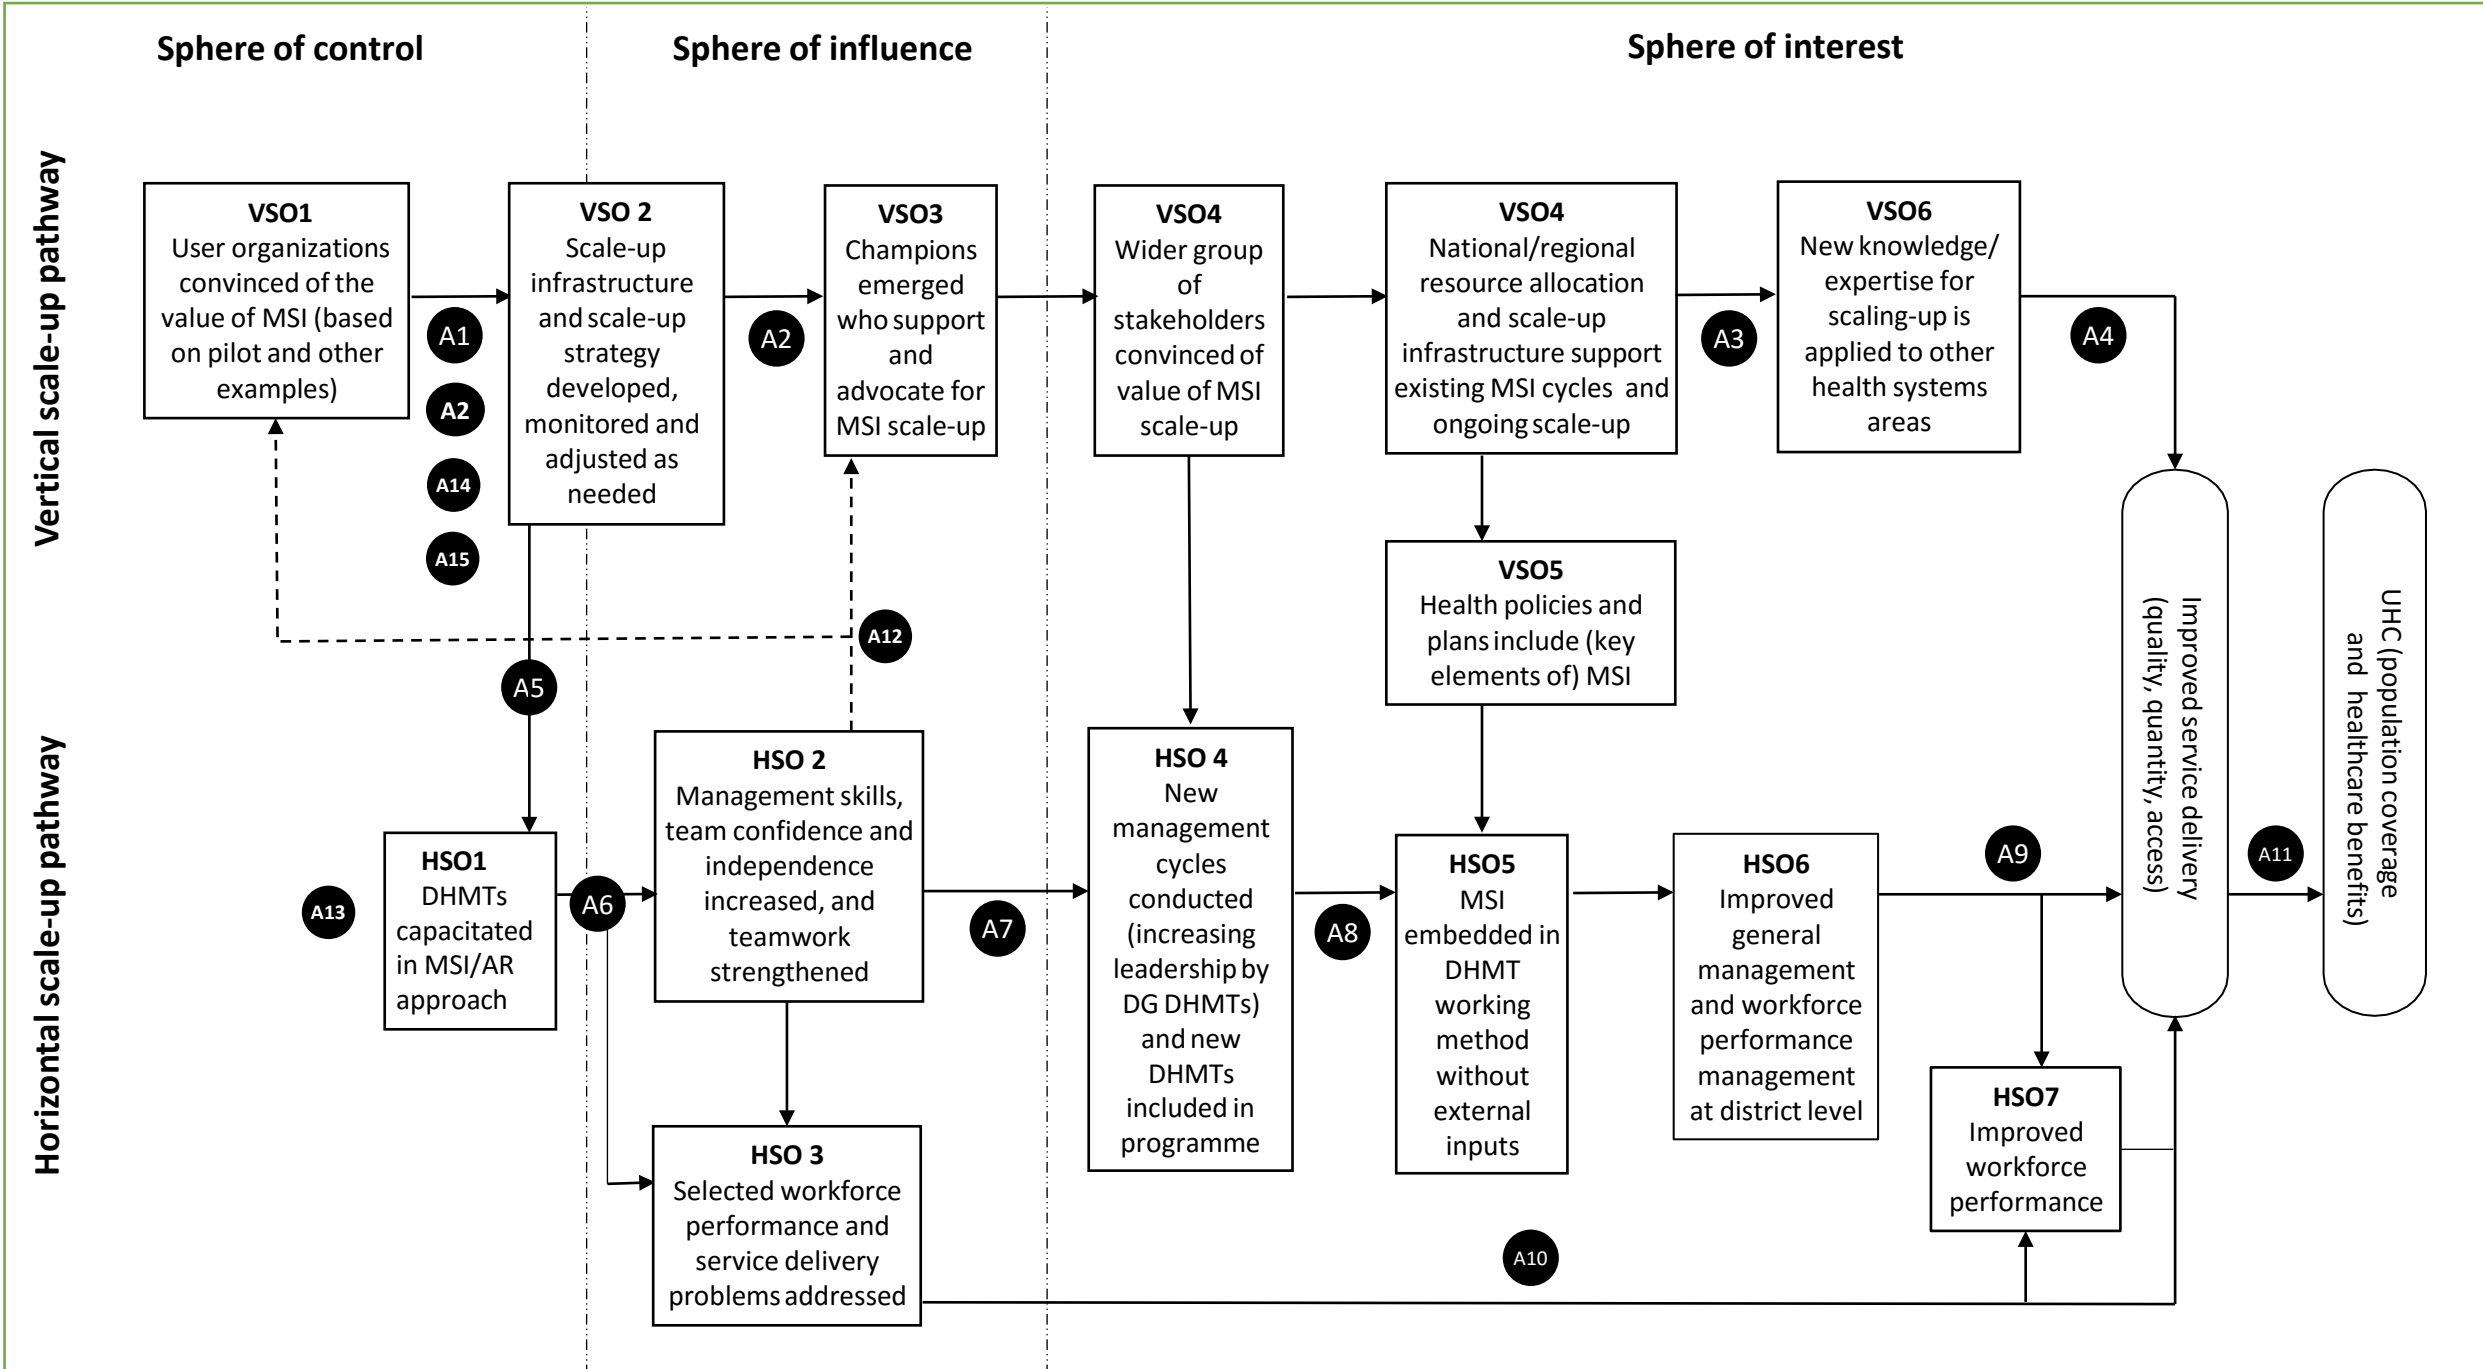 Sphere of control
Sphere of influence
Sphere of interest
Vertical scale-up pathway
VSO1
User organizations
convinced of the
value of MSI (based
on pilot and other
examples)
A1
A2
A14
A15
VSO 2
Scale-up
infrastructure
and scale-up
strategy
developed,
monitored and
adjusted as
needed
A2
VSO3
Champions
emerged
who support
and
advocate for
MSI scale-up
VSO4
Wider group
of
stakeholders
convinced of
value of MSI
scale-up
VSO4
National/regional
resource allocation
and scale-up
infrastructure support
existing MSI cycles and
ongoing scale-up
A3
VSO6
New knowledge/
expertise for
scaling-up is
applied to other
health systems
areas
A4
VSO5
Health policies and
plans include (key
elements of) MSI
A12
A5
Horizontal scale-up pathway
A13
HSO1
DHMTs
capacitated
in MSI/AR
approach
A6
HSO 2
Management skills,
team confidence and
independence
increased, and
teamwork
strengthened
A7
HSO 3
Selected workforce
performance and
service delivery
problems addressed
HSO 4
New
management
cycles
conducted
(increasing
leadership by
DG DHMTs)
and new
DHMTs
included in
programme
A8
HSO5
MSI
embedded in
DHMT
working
method
without
external
inputs
HSO6
Improved
general
management
and workforce
performance
management
at district level
A9
HSO7
Improved
workforce
performance
A10
Improved service delivery
(quality, quantity, access)
A11
UHC (population coverage
and healthcare benefits)